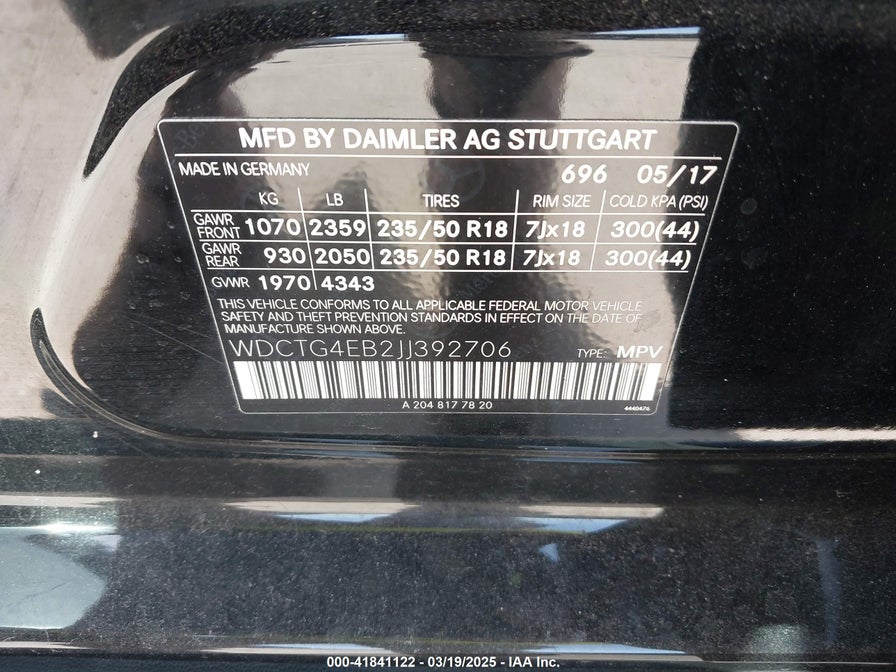 MFD BY DAIMLER AG STUTTGART
MADE IN GERMANY 696 05/17
KG LB TIRES RIM SIZE COLD KPA (PSI)
GAWR FRONT 1070 2359 235/50 R18 7Jx18 300(44)
GAWR REAR 930 2050 235/50 R18 7Jx18 300(44)
GVWR 1970 4343
THIS VEHICLE CONFORMS TO ALL APPLICABLE FEDERAL MOTOR VEHICLE
SAFETY AND THEFT PREVENTION STANDARDS IN EFFECT ON THE DATE OF
MANUFACTURE SHOWN ABOVE.
WDCTG4EB2JJ392706 TYPE: MPV
A 204 817 78 20 4440476
000-41841122 - 03/19/2025 - IAA Inc.